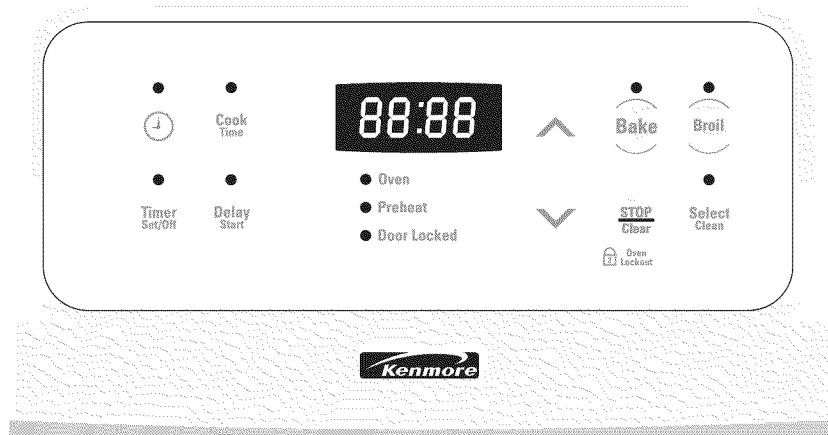 88:88
Cook
Time
Bake
Broil
Oven
Preheat
Door Locked
Timer
Set/Off
Delay
Start
STOP
Clear
Select
Clean
Oven
Lockout
Kenmore